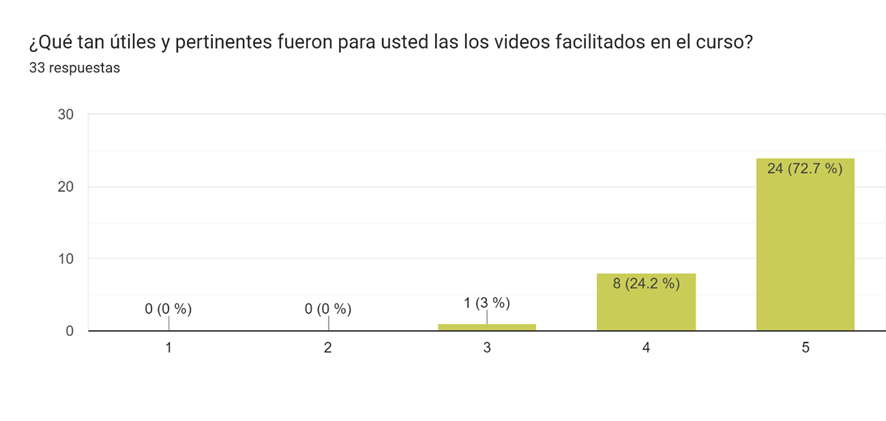 ¿Qué tan útiles y pertinentes fueron para usted las los videos facilitados en el curso?
33 respuestas
30
20
10
0
0 (0 %)
0 (0 %)
1 (3 %)
8 (24.2 %)
24 (72.7 %)
1
2
3
4
5